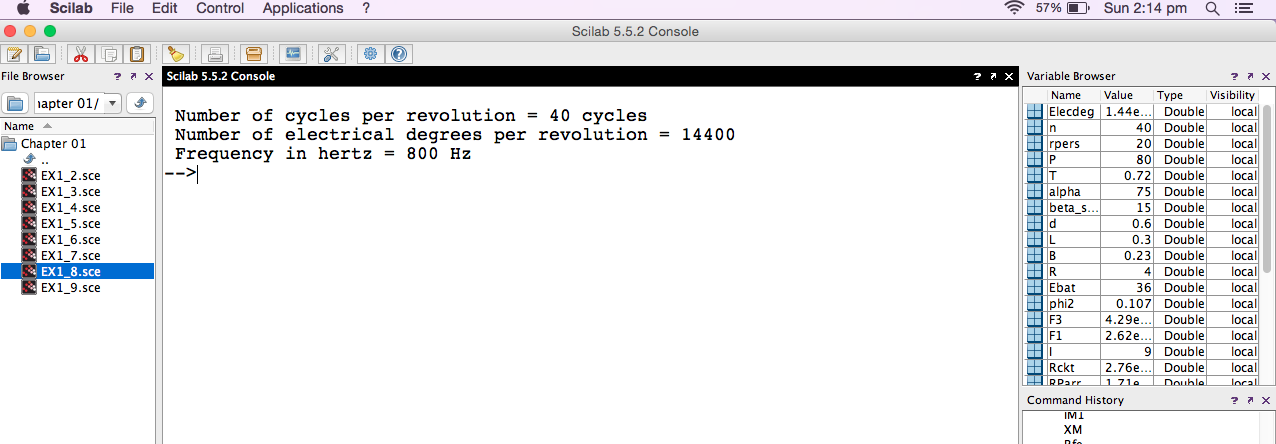 Scilab File Edit Control Applications ? 57% Sun 2:14 pm
Scilab 5.5.2 Console
File Browser ? Scilab 5.5.2 Console ? Variable Browser ?
apter 01/
Name
Chapter 01
..
EX1_2.sce
EX1_3.sce
EX1_4.sce
EX1_5.sce
EX1_6.sce
EX1_7.sce
EX1_8.sce
EX1_9.sce
Number of cycles per revolution = 40 cycles
Number of electrical degrees per revolution = 14400
Frequency in hertz = 800 Hz
-->
Name Value Type Visibility
Elecdeg 1.44e... Double local
n 40 Double local
rpers 20 Double local
P 80 Double local
T 0.72 Double local
alpha 75 Double local
beta_s... 15 Double local
d 0.6 Double local
L 0.3 Double local
B 0.23 Double local
R 4 Double local
Ebat 36 Double local
phi2 0.107 Double local
F3 4.29e... Double local
F1 2.62e... Double local
I 9 Double local
Rckt 2.76e... Double local
RParr 1.71e... Double local
Command History ?
IM1
XM
Rfe